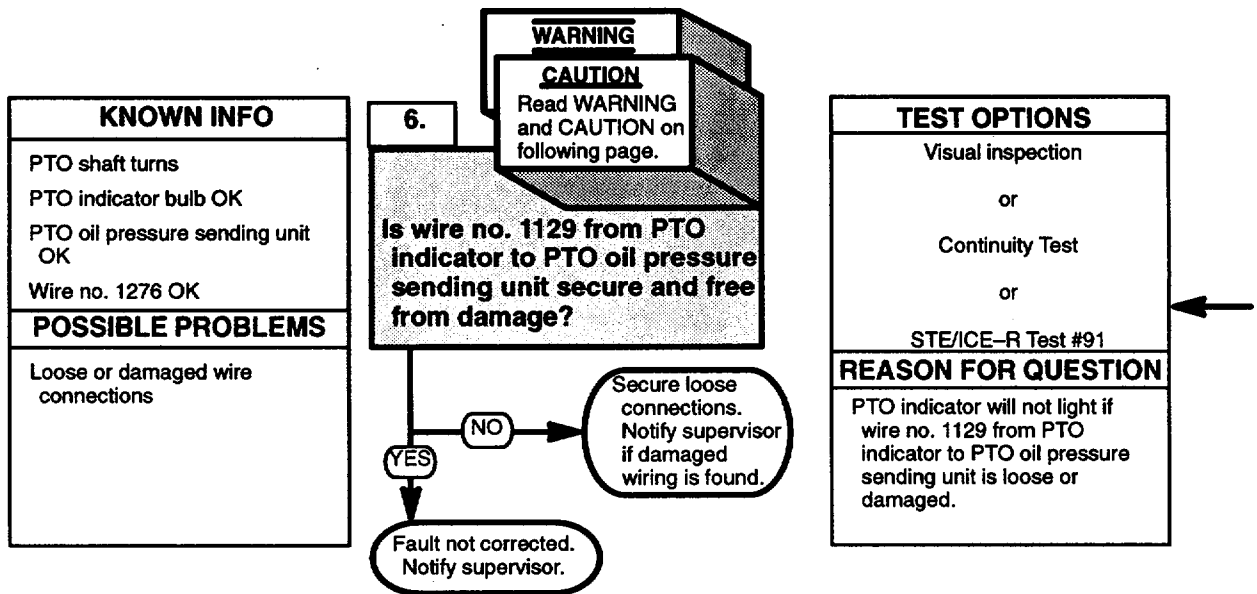 KNOWN INFO
PTO shaft turns
PTO indicator bulb OK
PTO oil pressure sending unit
OK
Wire no. 1276 OK
POSSIBLE PROBLEMS
Loose or damaged wire
connections
WARNING
CAUTION
Read WARNING
and CAUTION on
following page.
6.
Is wire no. 1129 from PTO
indicator to PTO oil pressure
sending unit secure and free
from damage?
NO
Secure loose
connections.
Notify supervisor
if damaged
wiring is found.
YES
Fault not corrected.
Notify supervisor.
TEST OPTIONS
Visual inspection
or
Continuity Test
or
STE/ICE–R Test #91
REASON FOR QUESTION
PTO indicator will not light if
wire no. 1129 from PTO
indicator to PTO oil pressure
sending unit is loose or
damaged.